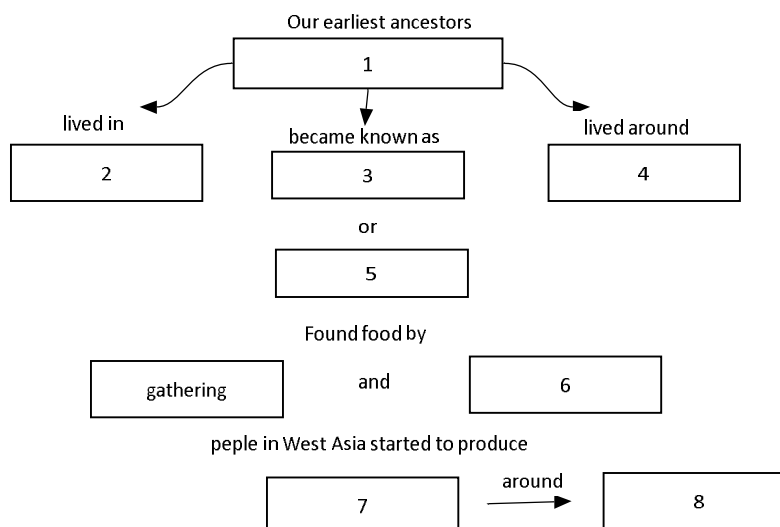 Our earliest ancestors
1
lived in
became known as
lived around
2
3
4
or
5
Found food by
gathering
and
6
peple in West Asia started to produce
7
around
8